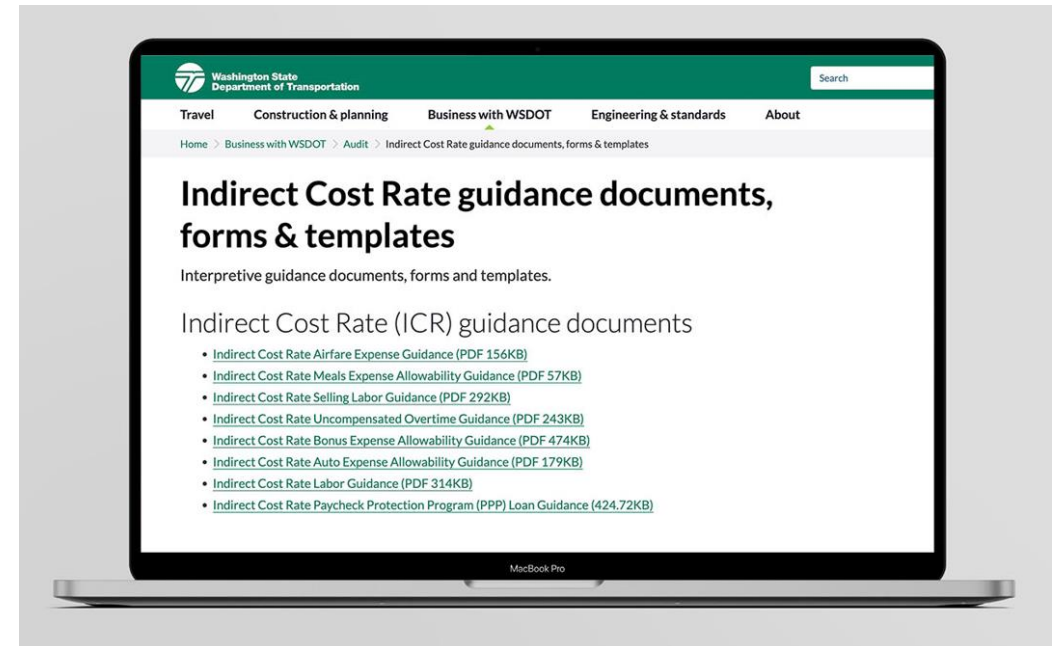 Washington State
Department of Transportation
Search
Travel Construction & planning Business with WSDOT Engineering & standards About
Home > Business with WSDOT > Audit > Indirect Cost Rate guidance documents, forms & templates
Indirect Cost Rate guidance documents,
forms & templates
Interpretive guidance documents, forms and templates.
Indirect Cost Rate (ICR) guidance documents
• Indirect Cost Rate Airfare Expense Guidance (PDF 156KB)
• Indirect Cost Rate Meals Expense Allowability Guidance (PDF 57KB)
• Indirect Cost Rate Selling Labor Guidance (PDF 292KB)
• Indirect Cost Rate Uncompensated Overtime Guidance (PDF 243KB)
• Indirect Cost Rate Bonus Expense Allowability Guidance (PDF 474KB)
• Indirect Cost Rate Auto Expense Allowability Guidance (PDF 179KB)
• Indirect Cost Rate Labor Guidance (PDF 314KB)
• Indirect Cost Rate Paycheck Protection Program (PPP) Loan Guidance (424.72KB)
MacBook Pro